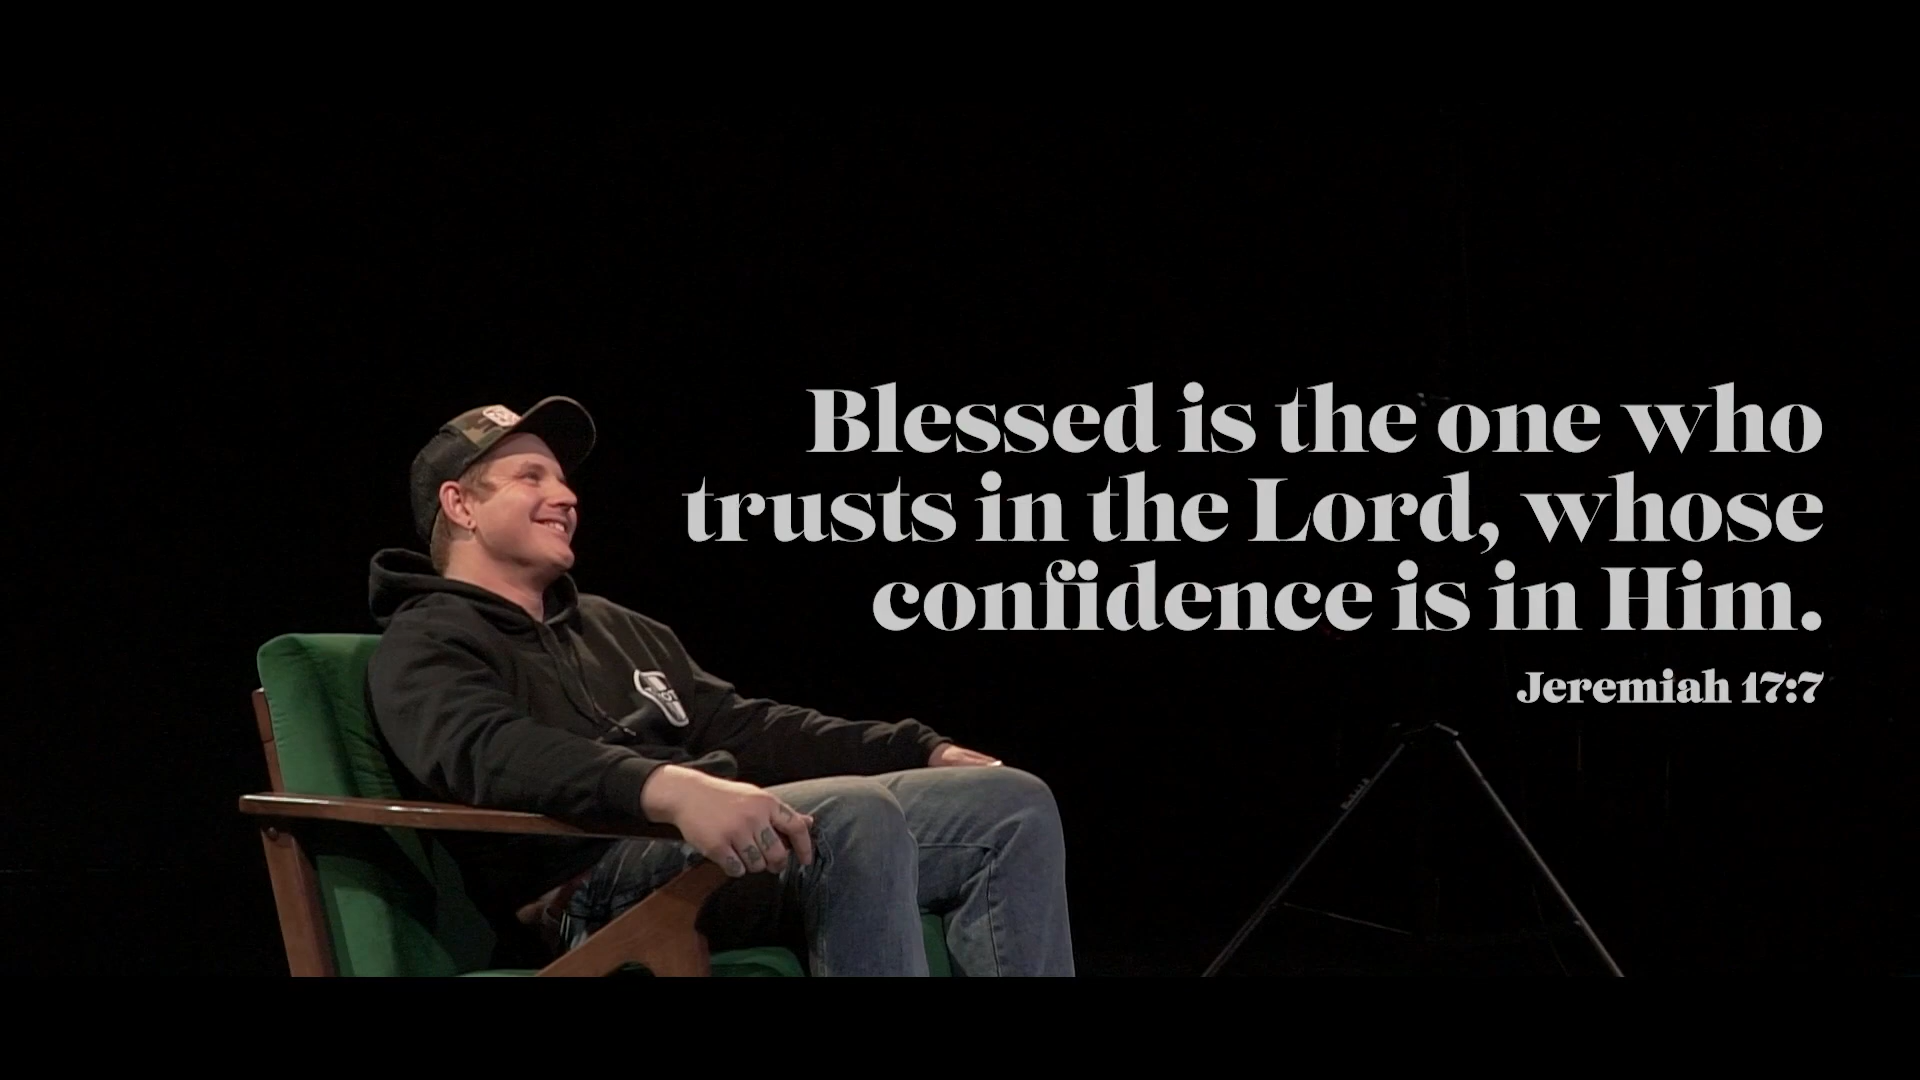 Blessed is the one who
trusts in the Lord, whose
confidence is in Him.
Jeremiah 17:7